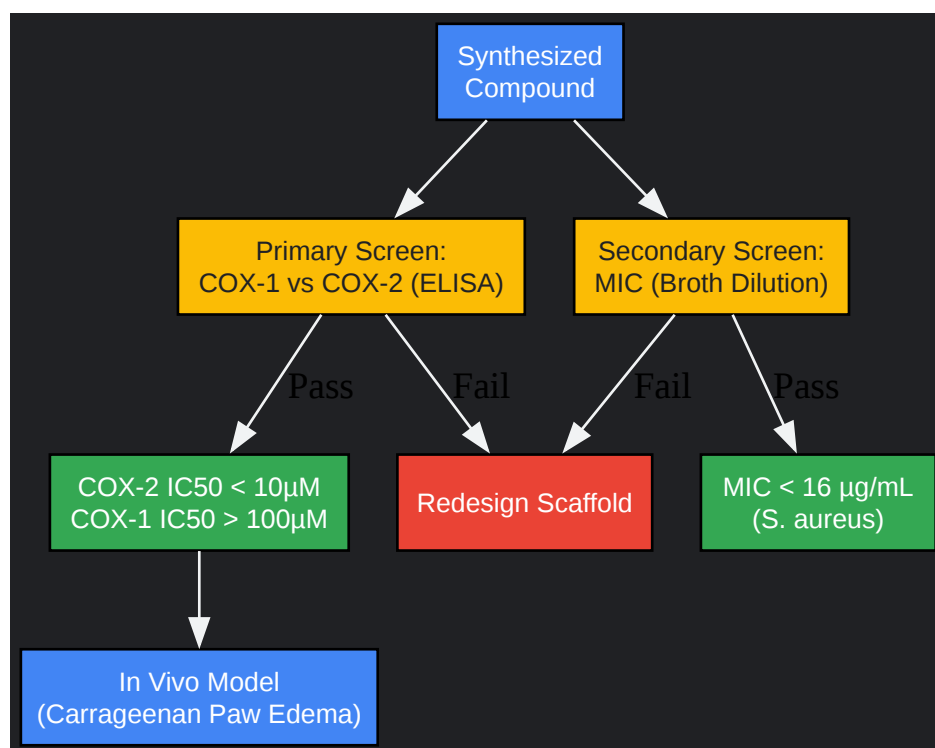 Synthesized
Compound
Primary Screen:
COX-1 vs COX-2 (ELISA)
Secondary Screen:
MIC (Broth Dilution)
Pass
Fail
Fail
Pass
COX-2 IC50 < 10µM
COX-1 IC50 > 100µM
Redesign Scaffold
MIC < 16 µg/mL
(S. aureus)
In Vivo Model
(Carrageenan Paw Edema)